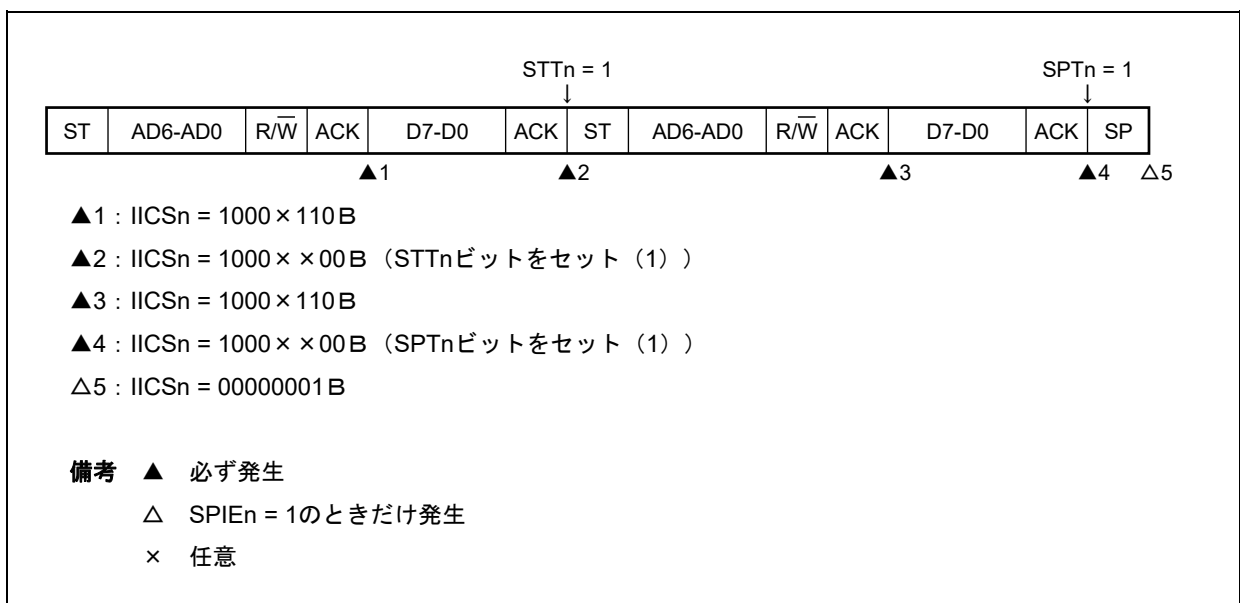 STTn = 1 SPTn = 1
↓ ↓
ST AD6-AD0 R/W̅ ACK D7-D0 ACK ST AD6-AD0 R/W̅ ACK D7-D0 ACK SP
▲1 ▲2 ▲3 ▲4 △5
▲1：IICSn = 1000×110B
▲2：IICSn = 1000××00B（STTnビットをセット（1））
▲3：IICSn = 1000×110B
▲4：IICSn = 1000××00B（SPTnビットをセット（1））
△5：IICSn = 00000001B
備考 ▲ 必ず発生
△ SPIEn = 1のときだけ発生
× 任意